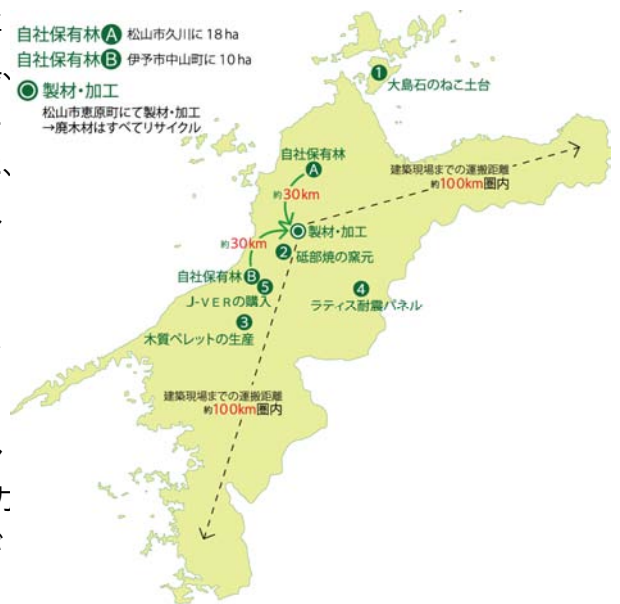 自社保有林A 松山市久川に18ha
自社保有林B 伊予市中山町に10ha
製材・加工
松山市恵原町にて製材・加工
→廃木材はすべてリサイクル
1
大島石のねこ土台
自社保有林
A
建築現場までの運搬距離
約100km圏内
約30km
製材・加工
約30km
2 砥部焼の窯元
自社保有林B
5
J-VERの購入
4
ラティス耐震パネル
3
木質ペレットの生産
建築現場までの運搬距離
約100km圏内